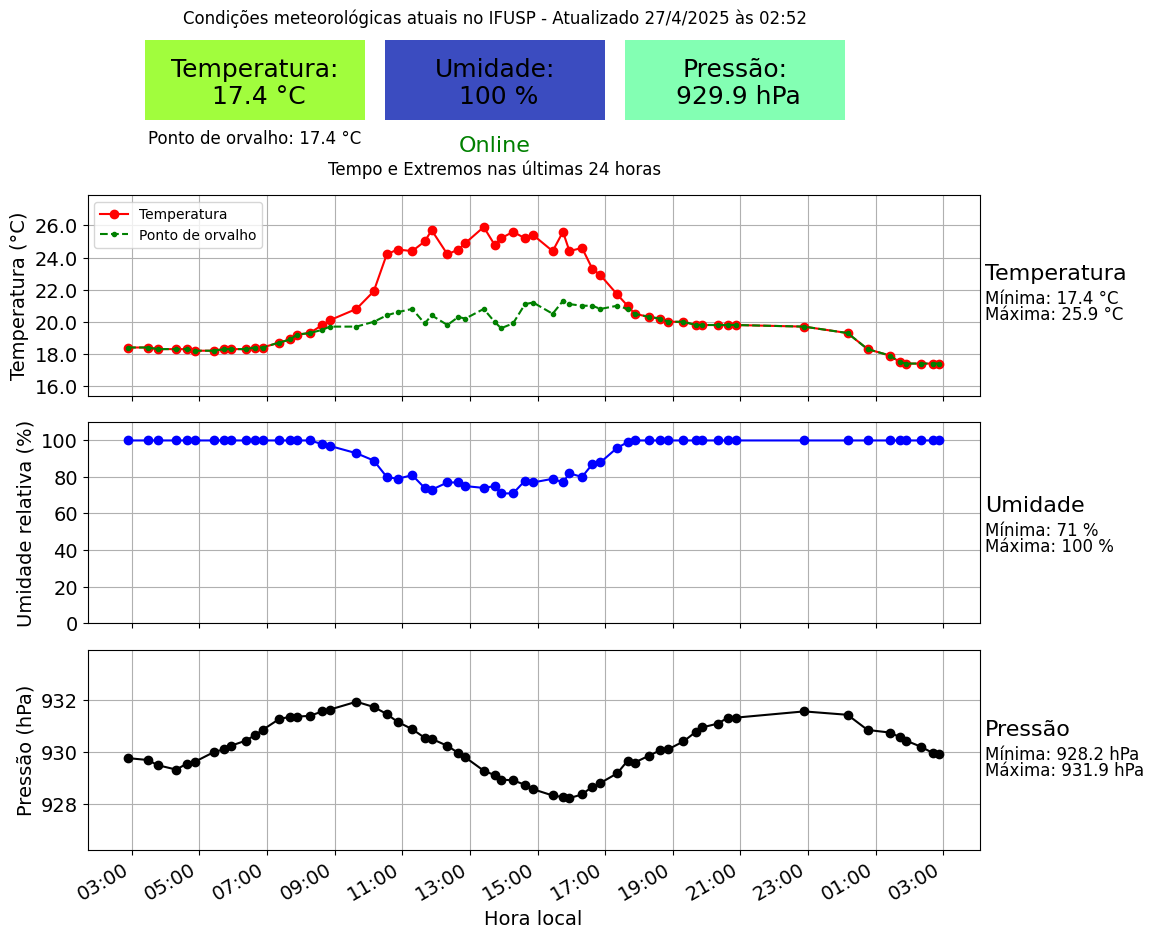 Condições meteorológicas atuais no IFUSP - Atualizado 27/4/2025 às 02:52
Temperatura:
17.4 °C
Umidade:
100 %
Pressão:
929.9 hPa
Ponto de orvalho: 17.4 °C
Online
Tempo e Extremos nas últimas 24 horas
Temperatura (°C)
26.0
24.0
22.0
20.0
18.0
16.0
Temperatura
Ponto de orvalho
Temperatura
Mínima: 17.4 °C
Máxima: 25.9 °C
Umidade relativa (%)
100
80
60
40
20
0
Umidade
Mínima: 71 %
Máxima: 100 %
Pressão (hPa)
932
930
928
Pressão
Mínima: 928.2 hPa
Máxima: 931.9 hPa
03:00 05:00 07:00 09:00 11:00 13:00 15:00 17:00 19:00 21:00 23:00 01:00 03:00
Hora local